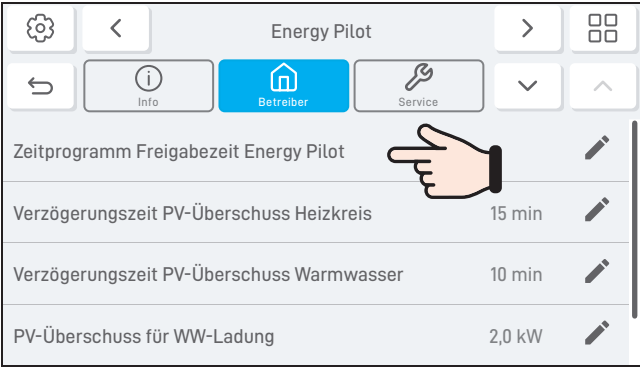 Energy Pilot
Info
Betreiber
Service
Zeitprogramm Freigabezeit Energy Pilot
Verzögerungszeit PV-Überschuss Heizkreis 15 min
Verzögerungszeit PV-Überschuss Warmwasser 10 min
PV-Überschuss für WW-Ladung 2,0 kW